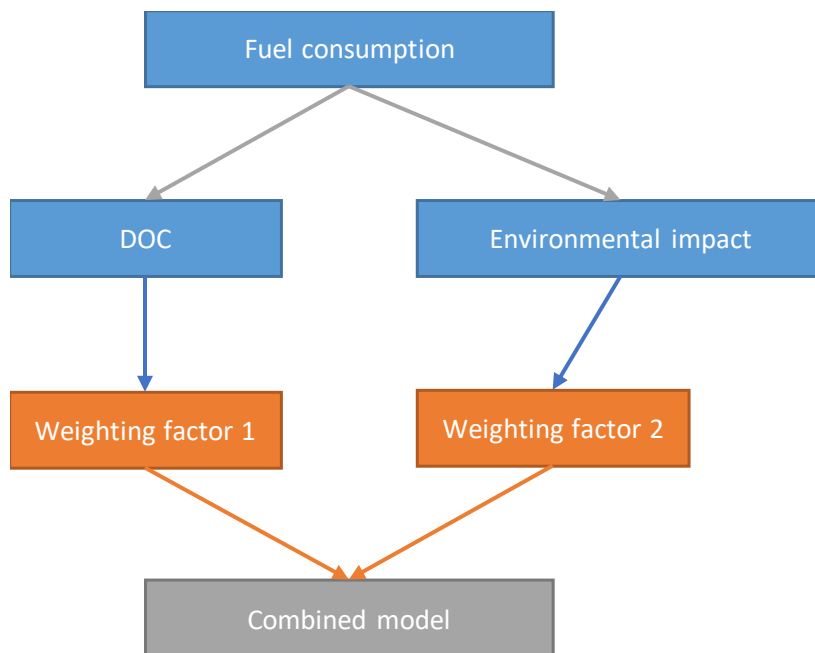 Fuel consumption
DOC
Environmental impact
Weighting factor 1
Weighting factor 2
Combined model